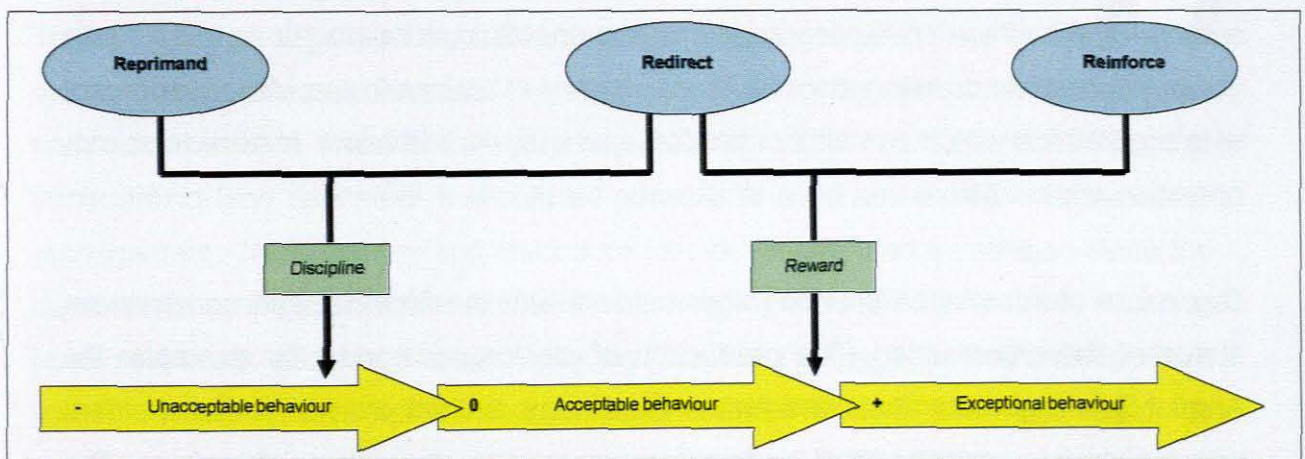 Reprimand
Redirect
Reinforce
Discipline
Reward
- Unacceptable behaviour
0 Acceptable behaviour
+ Exceptional behaviour